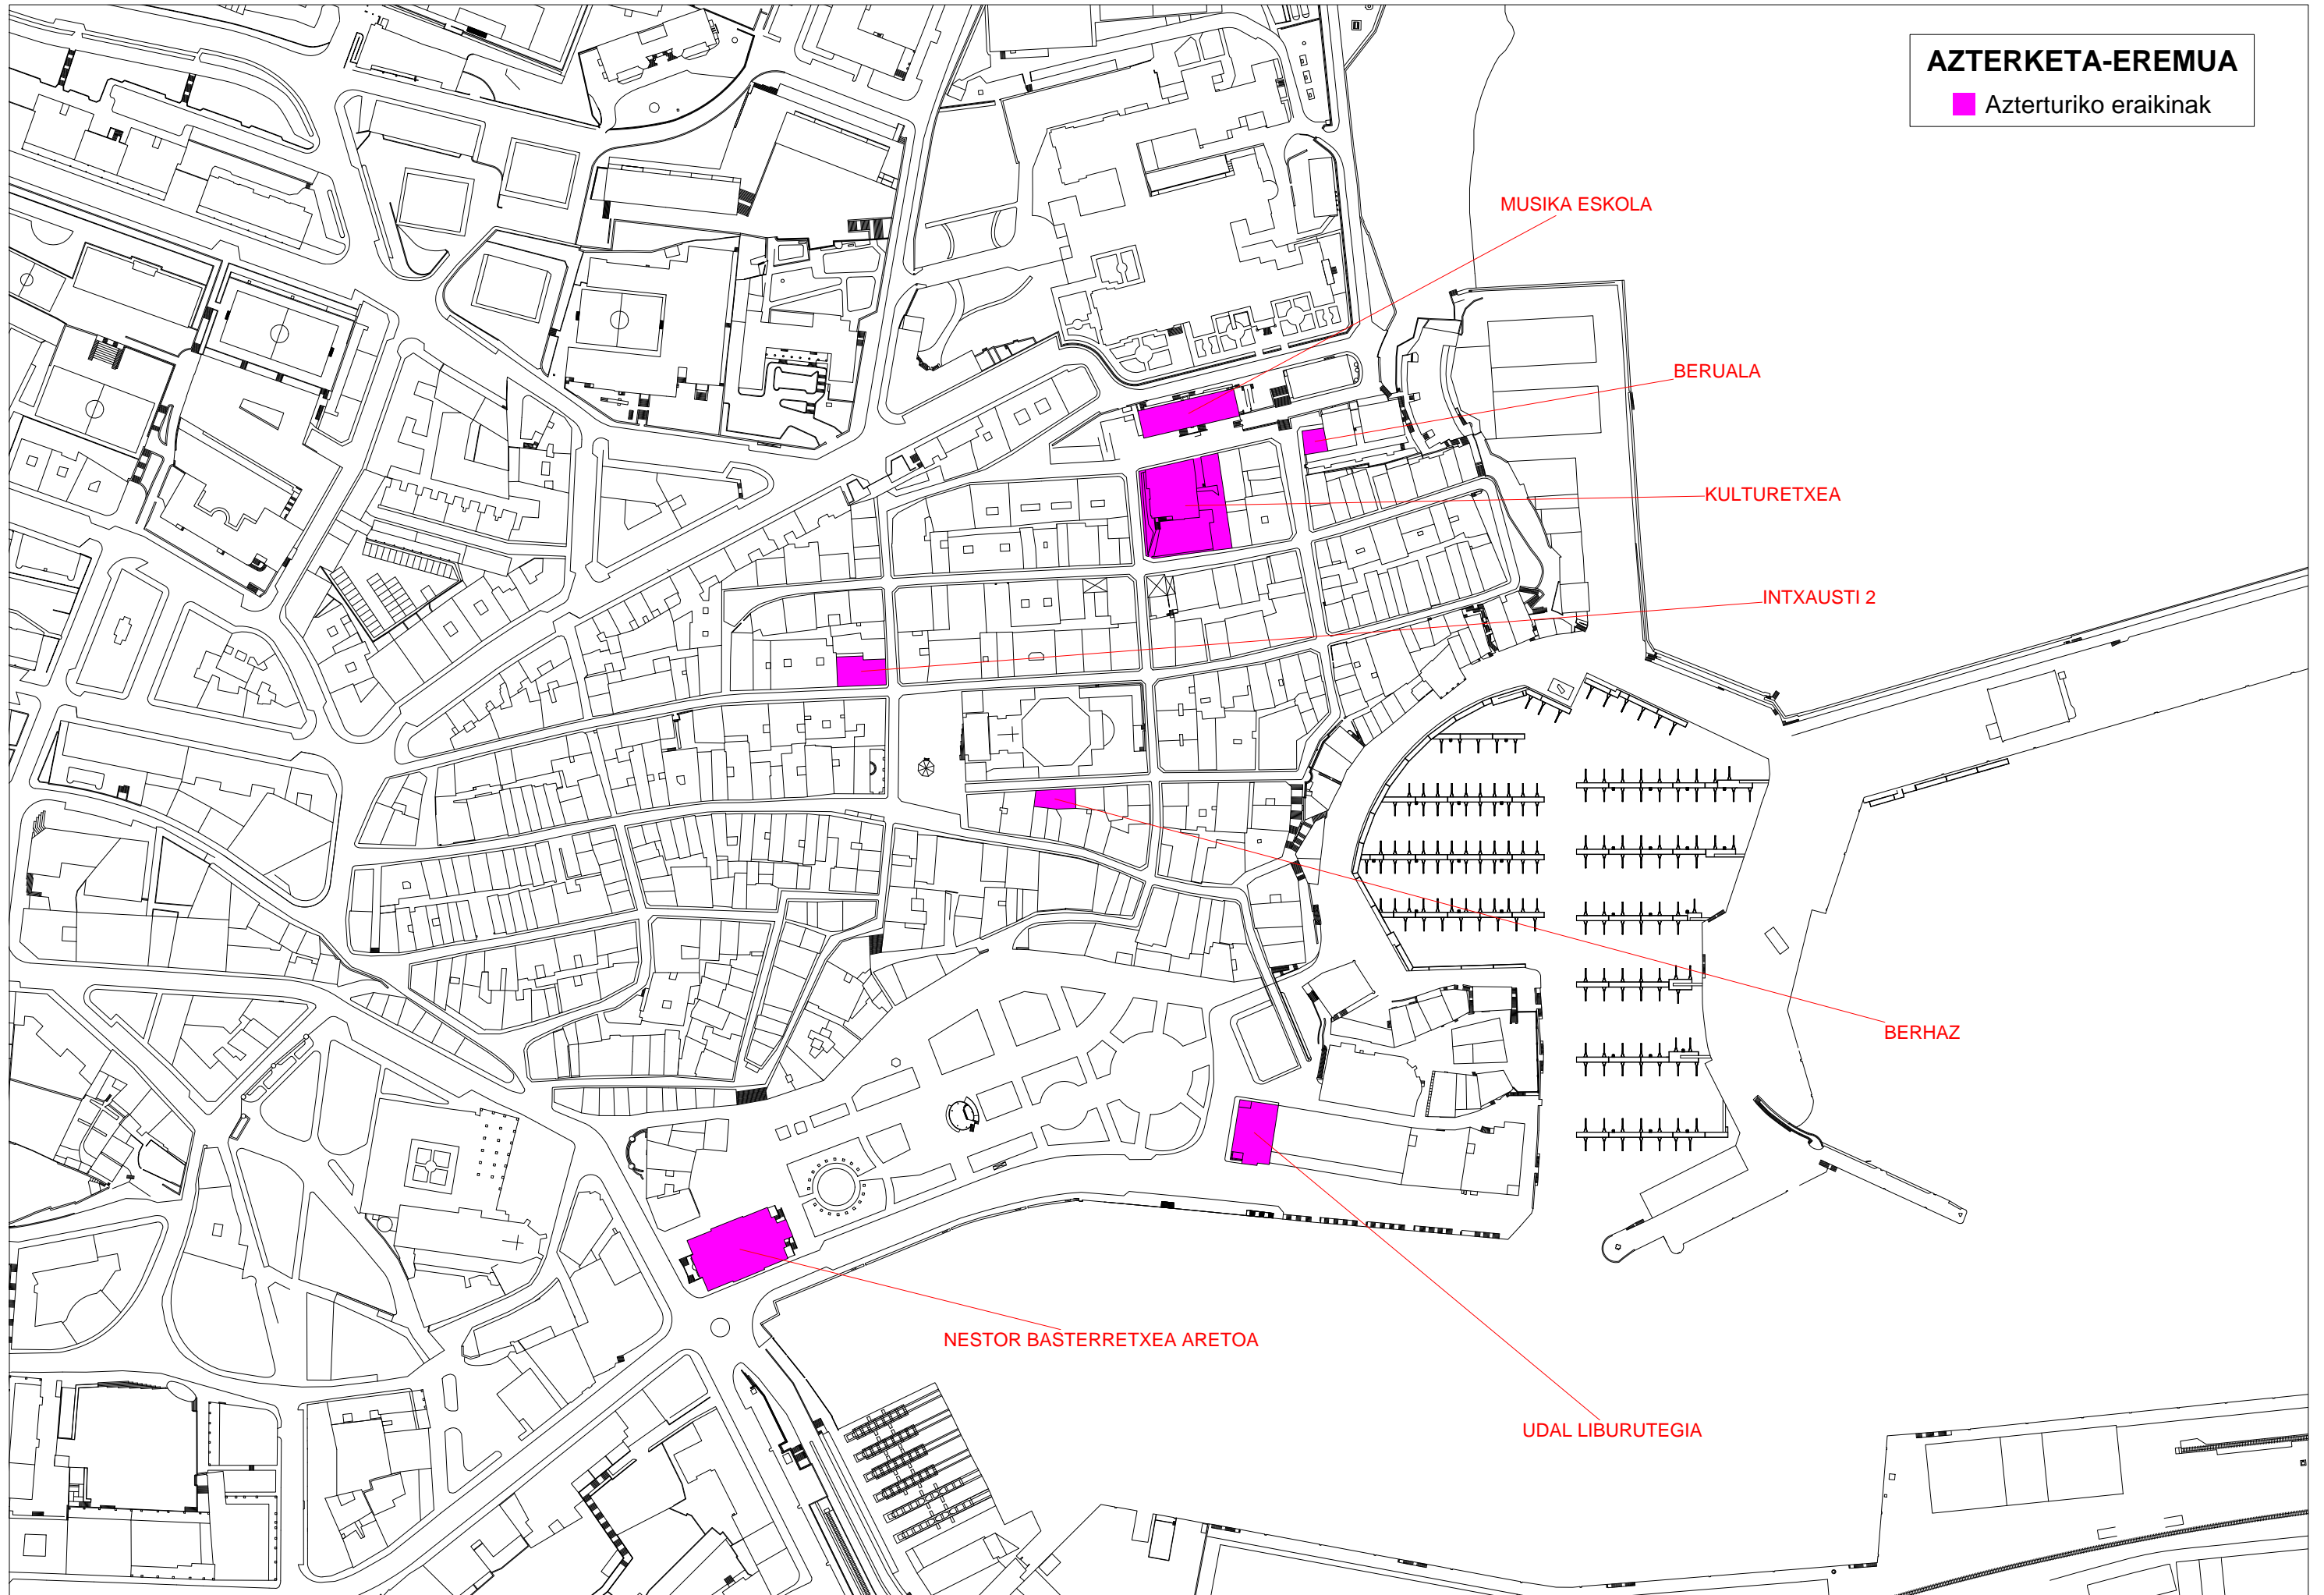 AZTERKETA-EREMUA
Azterturiko eraikinak
MUSIKA ESKOLA
BERUALA
KULTURETXEA
INTXAUSTI 2
BERHAZ
NESTOR BASTERRETXEA ARETOA
UDAL LIBURUTEGIA